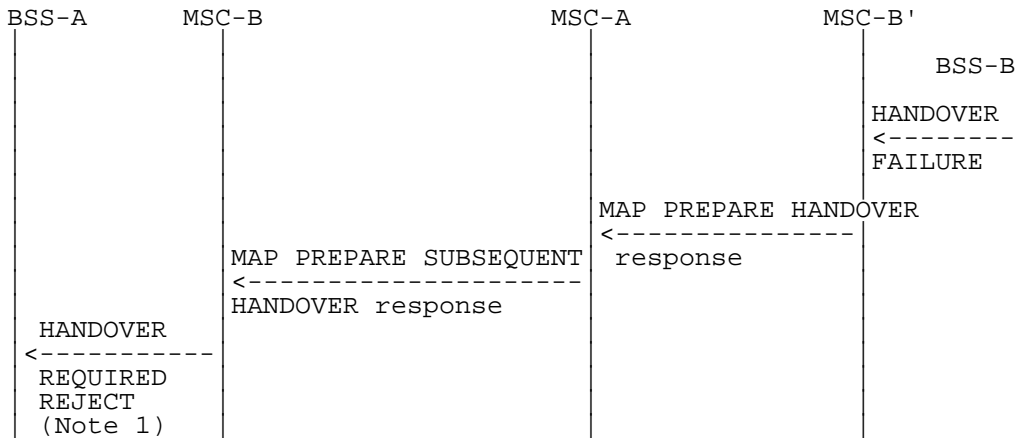 BSS-A MSC-B MSC-A MSC-B'
BSS-B
HANDOVER
<--------
FAILURE
MAP PREPARE HANDOVER
<---------------
response
MAP PREPARE SUBSEQUENT
<---------------------
HANDOVER response
HANDOVER
<-----------
REQUIRED
REJECT
(Note 1)